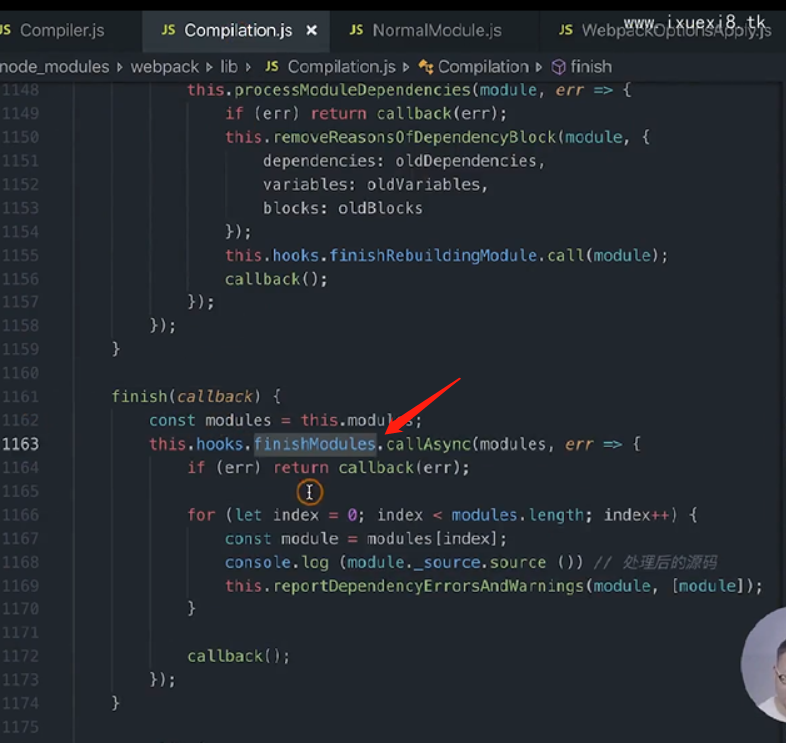 JS Compiler.js JS Compilation.js × JS NormalModule.js JS WebpackOptionsApply.js
www.ixuexi8.tk
node_modules ▸ webpack ▸ lib ▸ JS Compilation.js ▸ Compilation ▸ finish
1148 this.processModuleDependencies(module, err => {
1149 if (err) return callback(err);
1150 this.removeReasonsOfDependencyBlock(module, {
1151 dependencies: oldDependencies,
1152 variables: oldVariables,
1153 blocks: oldBlocks
1154 });
1155 this.hooks.finishRebuildingModule.call(module);
1156 callback();
1157 });
1158 });
1159 }
1160
1161 finish(callback) {
1162 const modules = this.modules;
1163 this.hooks.finishModules.callAsync(modules, err => {
1164 if (err) return callback(err);
1165
1166 for (let index = 0; index < modules.length; index++) {
1167 const module = modules[index];
1168 console.log (module._source.source ()) // 处理后的源码
1169 this.reportDependencyErrorsAndWarnings(module, [module]);
1170 }
1171
1172 callback();
1173 });
1174 }
1175